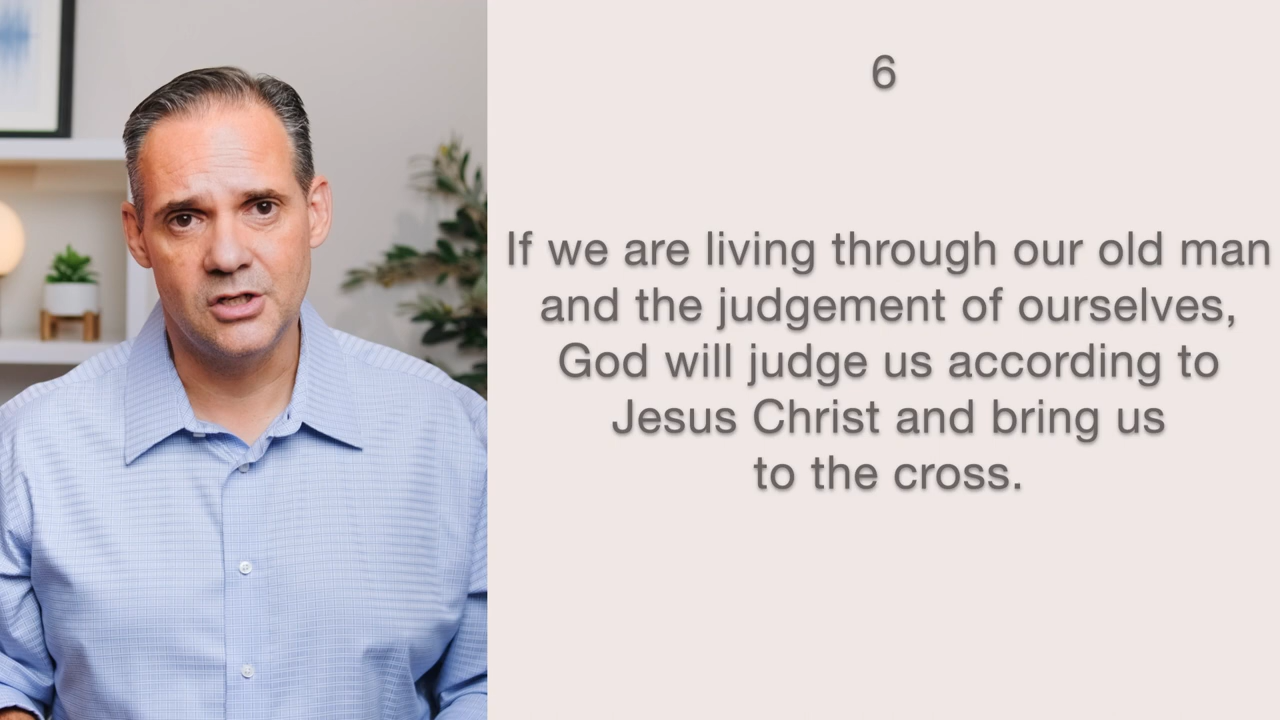 6
If we are living through our old man
and the judgement of ourselves,
God will judge us according to
Jesus Christ and bring us
to the cross.